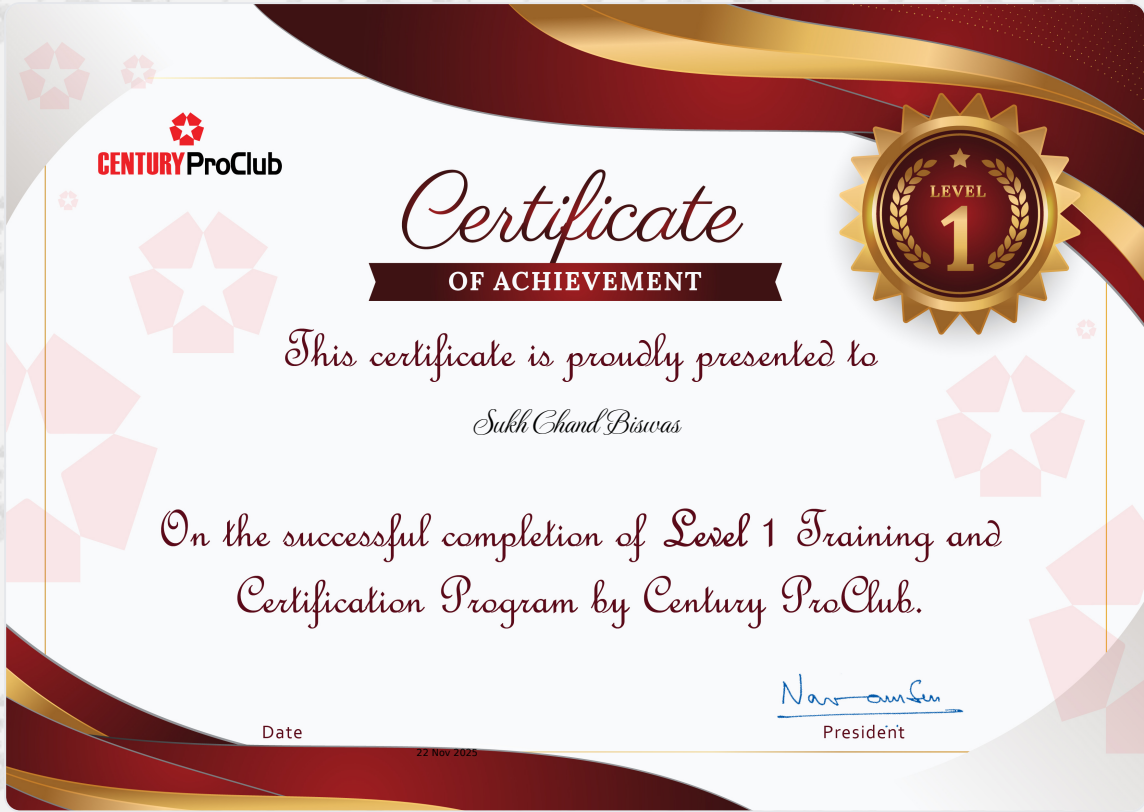 CENTURY ProClub
LEVEL
1
Certificate
OF ACHIEVEMENT
This certificate is proudly presented to
Sukh Chand Biswas
On the successful completion of Level 1 Training and
Certification Program by Century ProClub.
Date
President
22 Nov 2025